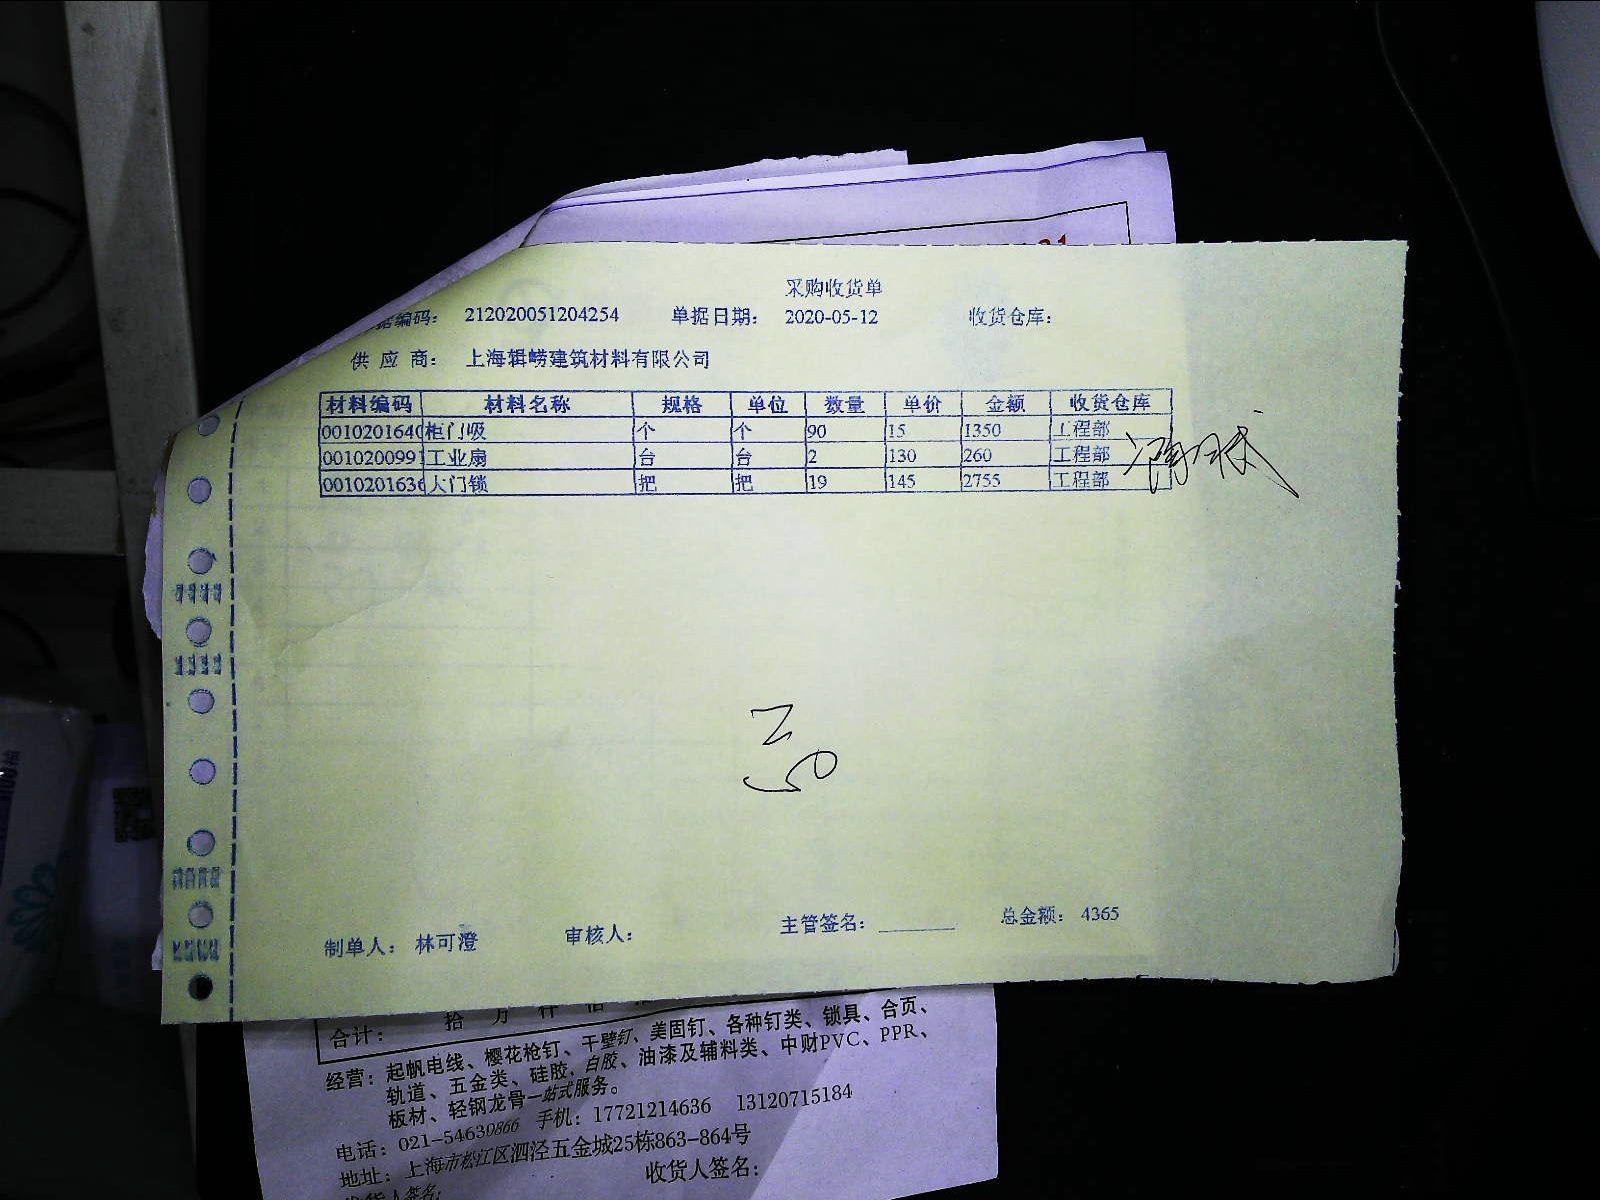 采购收货单
据编码： 212020051204254 单据日期： 2020-05-12 收货仓库：
供 应 商： 上海辑崂建筑材料有限公司
材料编码 材料名称 规格 单位 数量 单价 金额 收货仓库
001020164 柜门吸 个 个 90 15 1350 工程部
001020099 工业扇 台 台 2 130 260 工程部
001020163 大门锁 把 把 19 145 2755 工程部
制单人： 林可澄 审核人： 主管签名： 总金额： 4365
合计： 拾 万 仟 佰
经营：起帆电线、樱花枪钉、干壁钉、美固钉、各种钉类、锁具、合页、
轨道、五金类、硅胶、白胶、油漆及辅料类、中财PVC、PPR、
板材、轻钢龙骨一站式服务。
电话：021-54630866 手机：17721214636 13120715184
地址：上海市松江区泗泾五金城25栋863-864号
收货人签名：